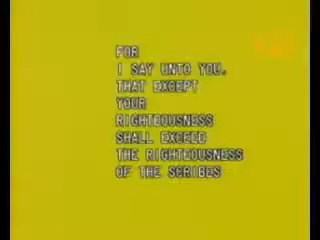 FOR
I SAY UNTO YOU,
THAT EXCEPT
YOUR
RIGHTEOUSNESS
SHALL EXCEED
THE RIGHTEOUSNESS
OF THE SCRIBES